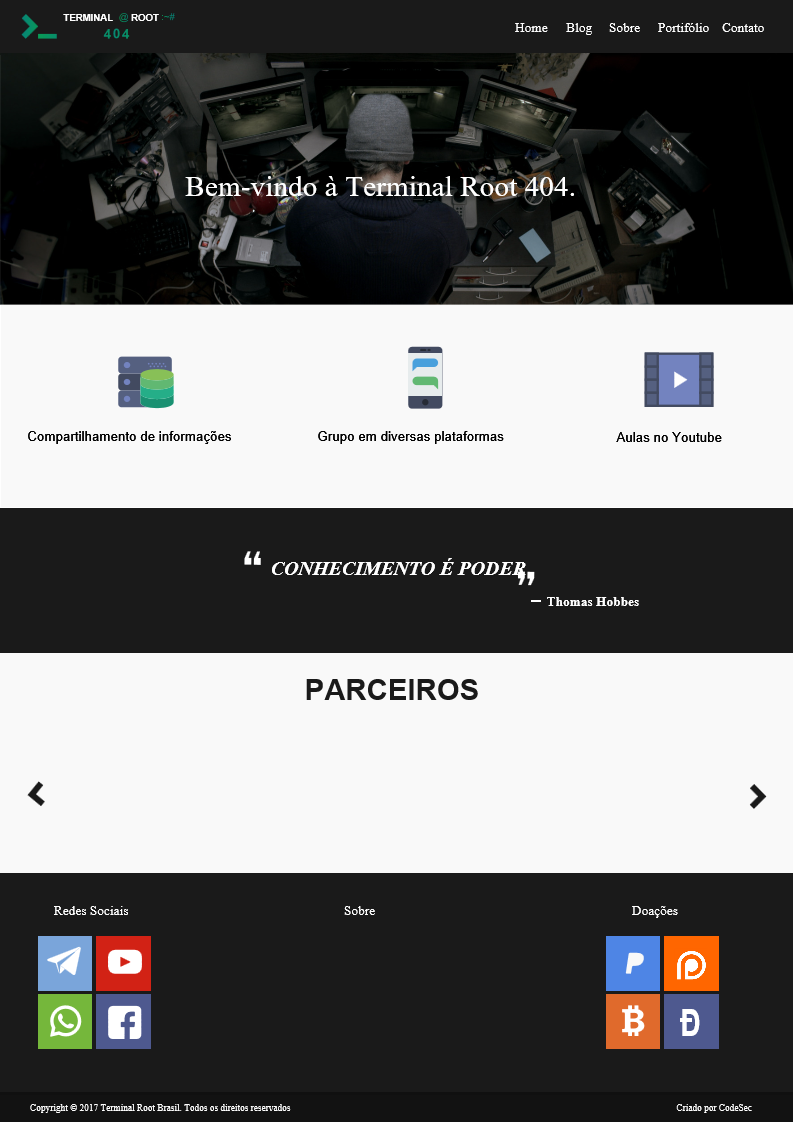 TERMINAL @ ROOT :~#
404
Home Blog Sobre Portifólio Contato
Bem-vindo à Terminal Root 404.
Compartilhamento de informações
Grupo em diversas plataformas
Aulas no Youtube
❝ CONHECIMENTO É PODER ❞
— Thomas Hobbes
PARCEIROS
Redes Sociais
Sobre
Doações
Copyright © 2017 Terminal Root Brasil. Todos os direitos reservados
Criado por CodeSec